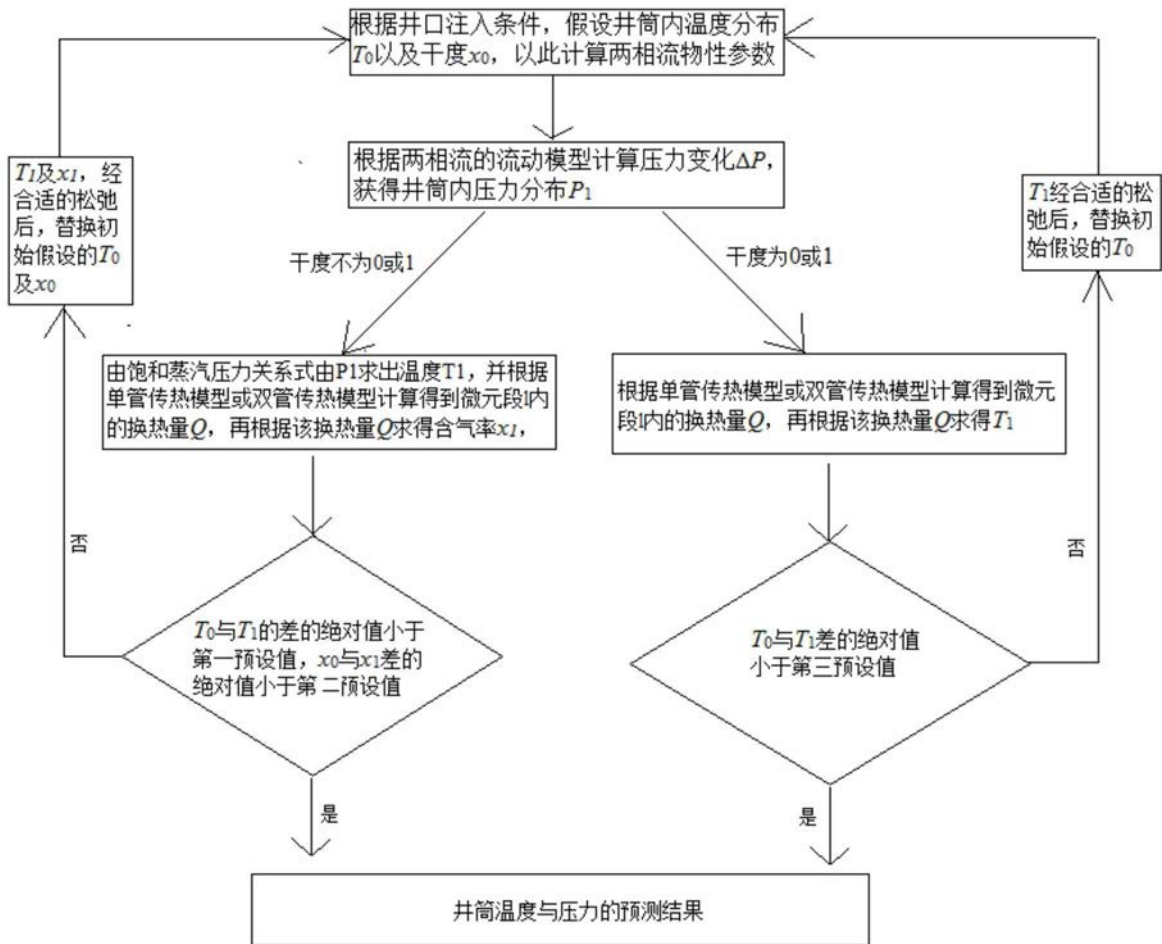 根据井口注入条件，假设井筒内温度分布
T0以及干度x0，以此计算两相流物性参数
根据两相流的流动模型计算压力变化ΔP，
获得井筒内压力分布P1
T1及x1，经
合适的松弛
后，替换初
始假设的T0
及x0
T1经合适的松
弛后，替换初
始假设的T0
干度不为0或1
干度为0或1
由饱和蒸汽压力关系式由P1求出温度T1，并根据
单管传热模型或双管传热模型计算得到微元段l内
的换热量Q，再根据该换热量Q求得含气率x1，
根据单管传热模型或双管传热模型计算得到微元
段l内的换热量Q，再根据该换热量Q求得T1
否
否
T0与T1的差的绝对值小于
第一预设值，x0与x1差的
绝对值小于第二预设值
T0与T1差的绝对值
小于第三预设值
是
是
井筒温度与压力的预测结果